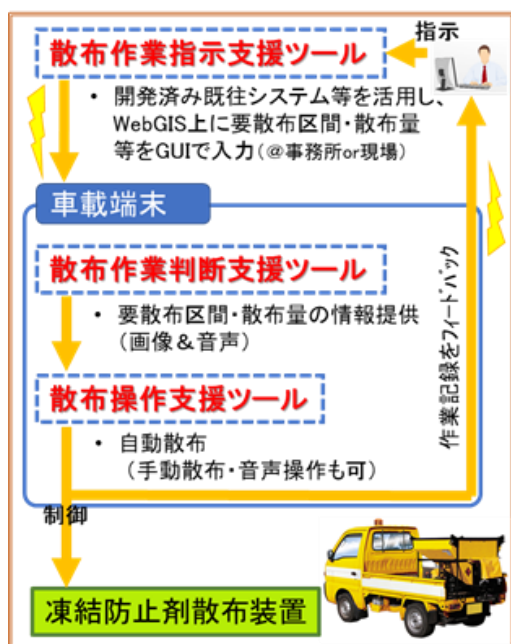 指示
散布作業指示支援ツール
・ 開発済み既往システム等を活用し、
WebGIS上に要散布区間・散布量
等をGUIで入力(@事務所or現場)
車載端末
散布作業判断支援ツール
・ 要散布区間・散布量の情報提供
(画像&音声)
散布操作支援ツール
・ 自動散布
(手動散布・音声操作も可)
作業記録をフィードバック
制御
凍結防止剤散布装置